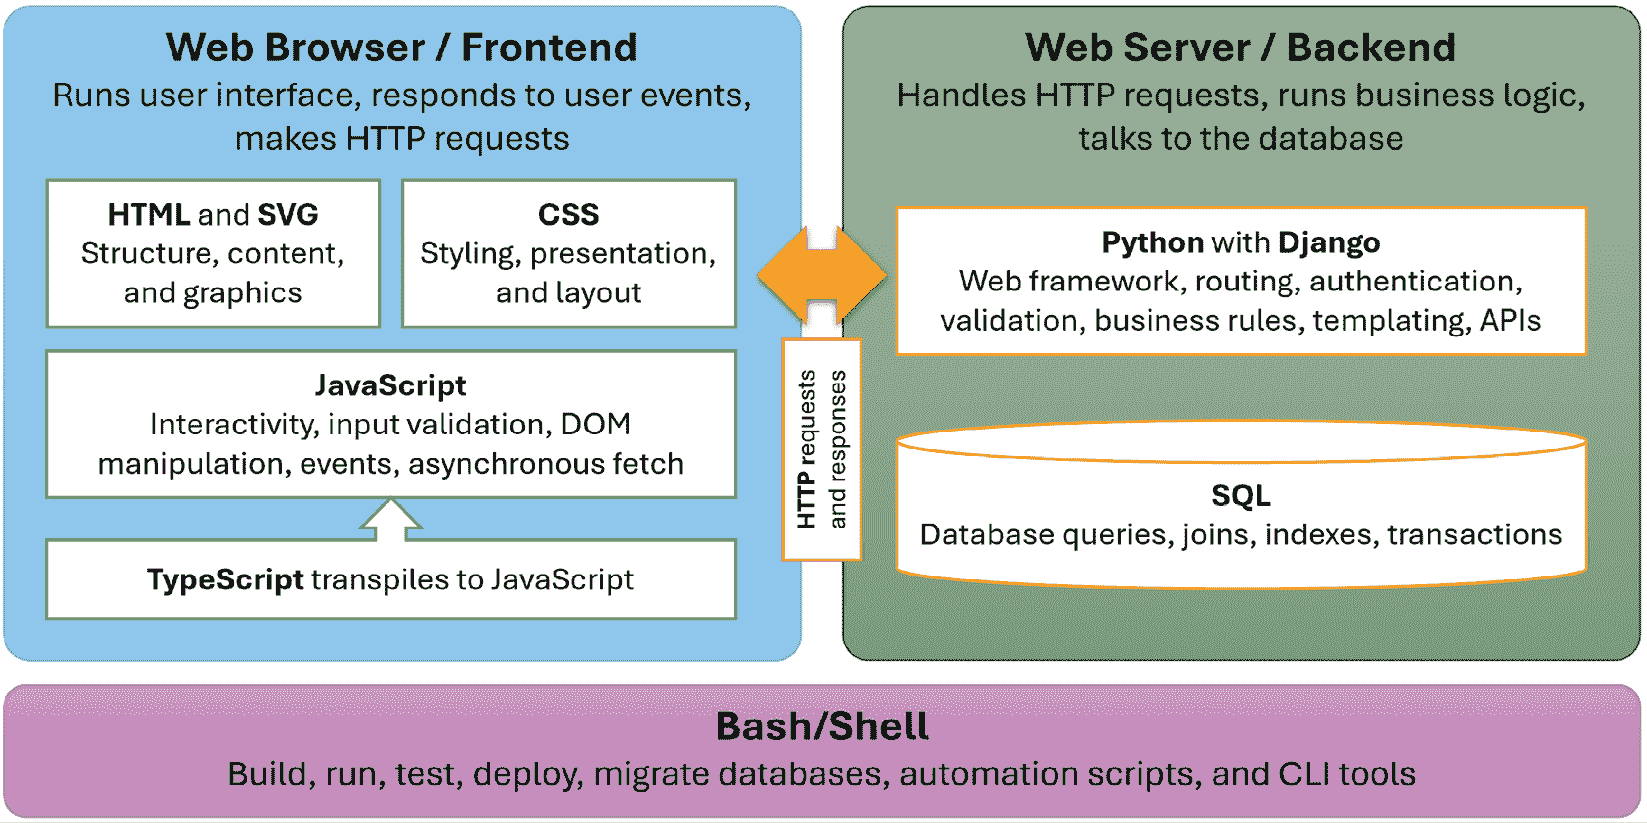 Web Browser / Frontend
Runs user interface, responds to user events,
makes HTTP requests
HTML and SVG
Structure, content,
and graphics
CSS
Styling, presentation,
and layout
JavaScript
Interactivity, input validation, DOM
manipulation, events, asynchronous fetch
TypeScript transpiles to JavaScript
HTTP requests
and responses
Web Server / Backend
Handles HTTP requests, runs business logic,
talks to the database
Python with Django
Web framework, routing, authentication,
validation, business rules, templating, APIs
SQL
Database queries, joins, indexes, transactions
Bash/Shell
Build, run, test, deploy, migrate databases, automation scripts, and CLI tools